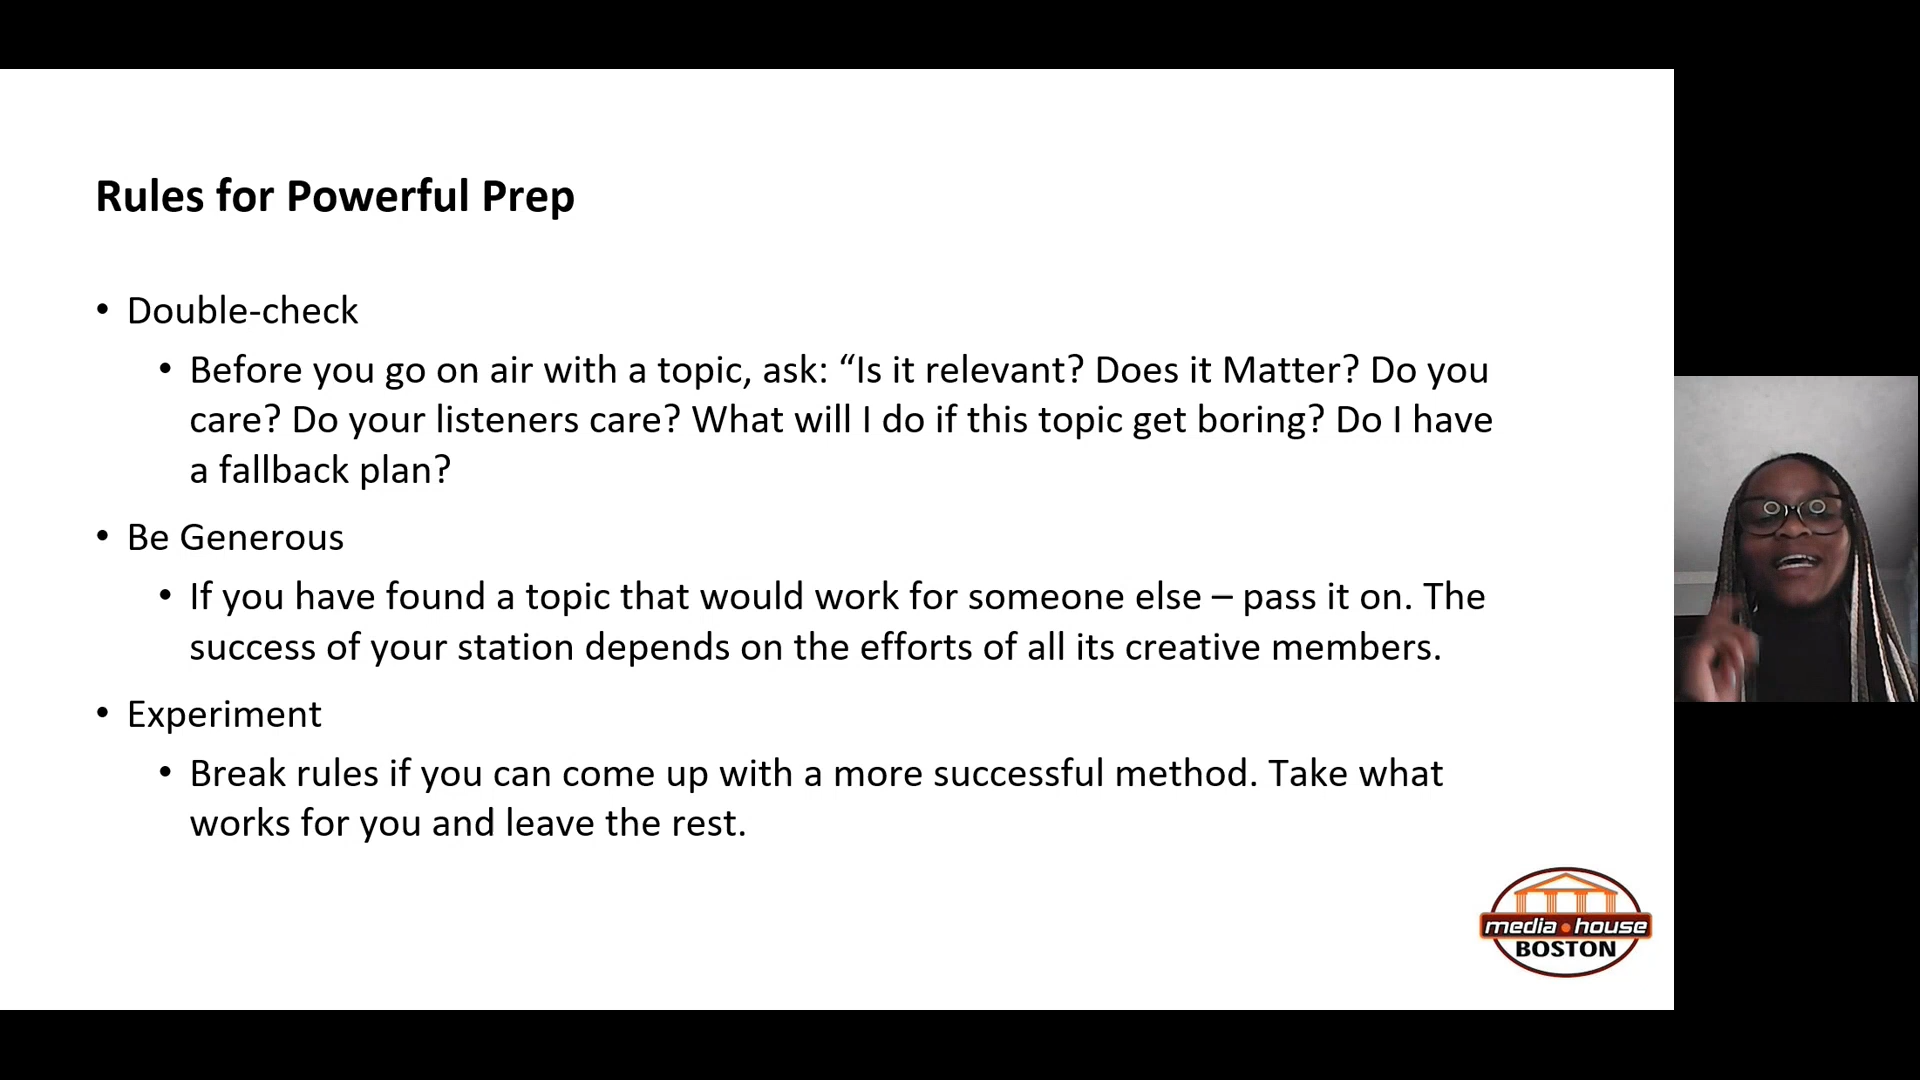 Rules for Powerful Prep
• Double-check
• Before you go on air with a topic, ask: “Is it relevant? Does it Matter? Do you
care? Do your listeners care? What will I do if this topic get boring? Do I have
a fallback plan?
• Be Generous
• If you have found a topic that would work for someone else – pass it on. The
success of your station depends on the efforts of all its creative members.
• Experiment
• Break rules if you can come up with a more successful method. Take what
works for you and leave the rest.
media•house
BOSTON